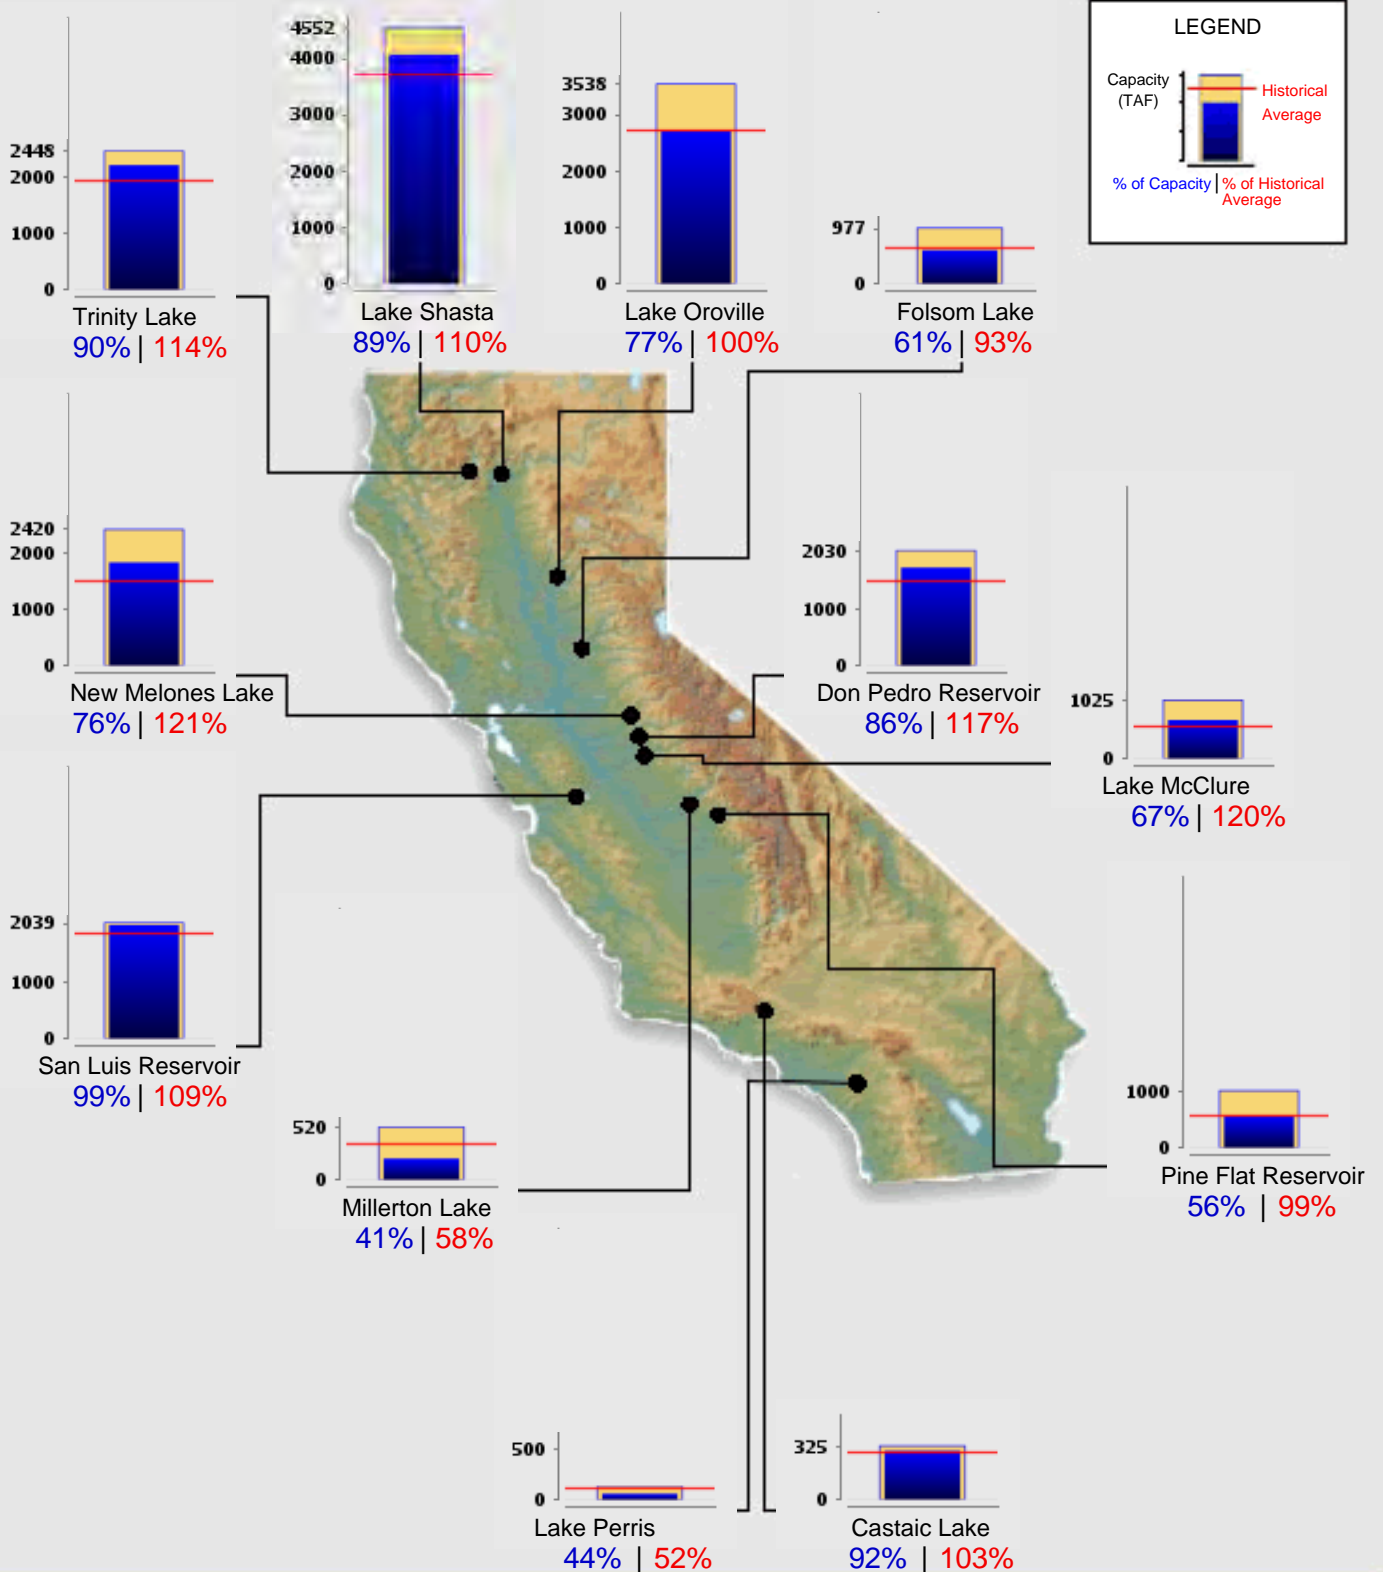 LEGEND
Capacity
(TAF)
Historical
Average
% of Capacity | % of Historical
Average
2448
2000
1000
0
Trinity Lake
90% | 114%
4552
4000
3000
2000
1000
0
Lake Shasta
89% | 110%
3538
3000
2000
1000
0
Lake Oroville
77% | 100%
977
0
Folsom Lake
61% | 93%
2420
2000
1000
0
New Melones Lake
76% | 121%
2030
1000
0
Don Pedro Reservoir
86% | 117%
1025
0
Lake McClure
67% | 120%
2039
1000
0
San Luis Reservoir
99% | 109%
520
0
Millerton Lake
41% | 58%
1000
0
Pine Flat Reservoir
56% | 99%
500
0
Lake Perris
44% | 52%
325
0
Castaic Lake
92% | 103%